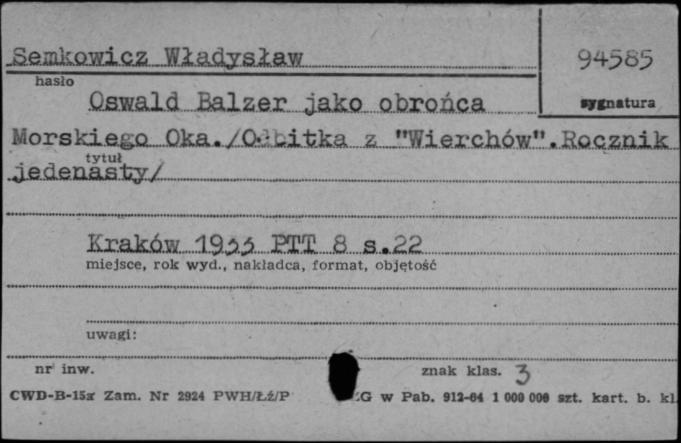 Semkowicz Władysław
94585
hasło
sygnatura
Oswald Balzer jako obrońca
Morskiego Oka./Odbitka z "Wierchów".Rocznik
tytuł
jedenasty/
Kraków 1933 PTT 8 s.22
miejsce, rok wyd., nakładca, format, objętość
uwagi:
nr inw.
znak klas. 3
CWD-B-15x Zam. Nr 2924 PWH/Łź/P G w Pab. 912-64 1 000 000 szt. kart. b. kl.